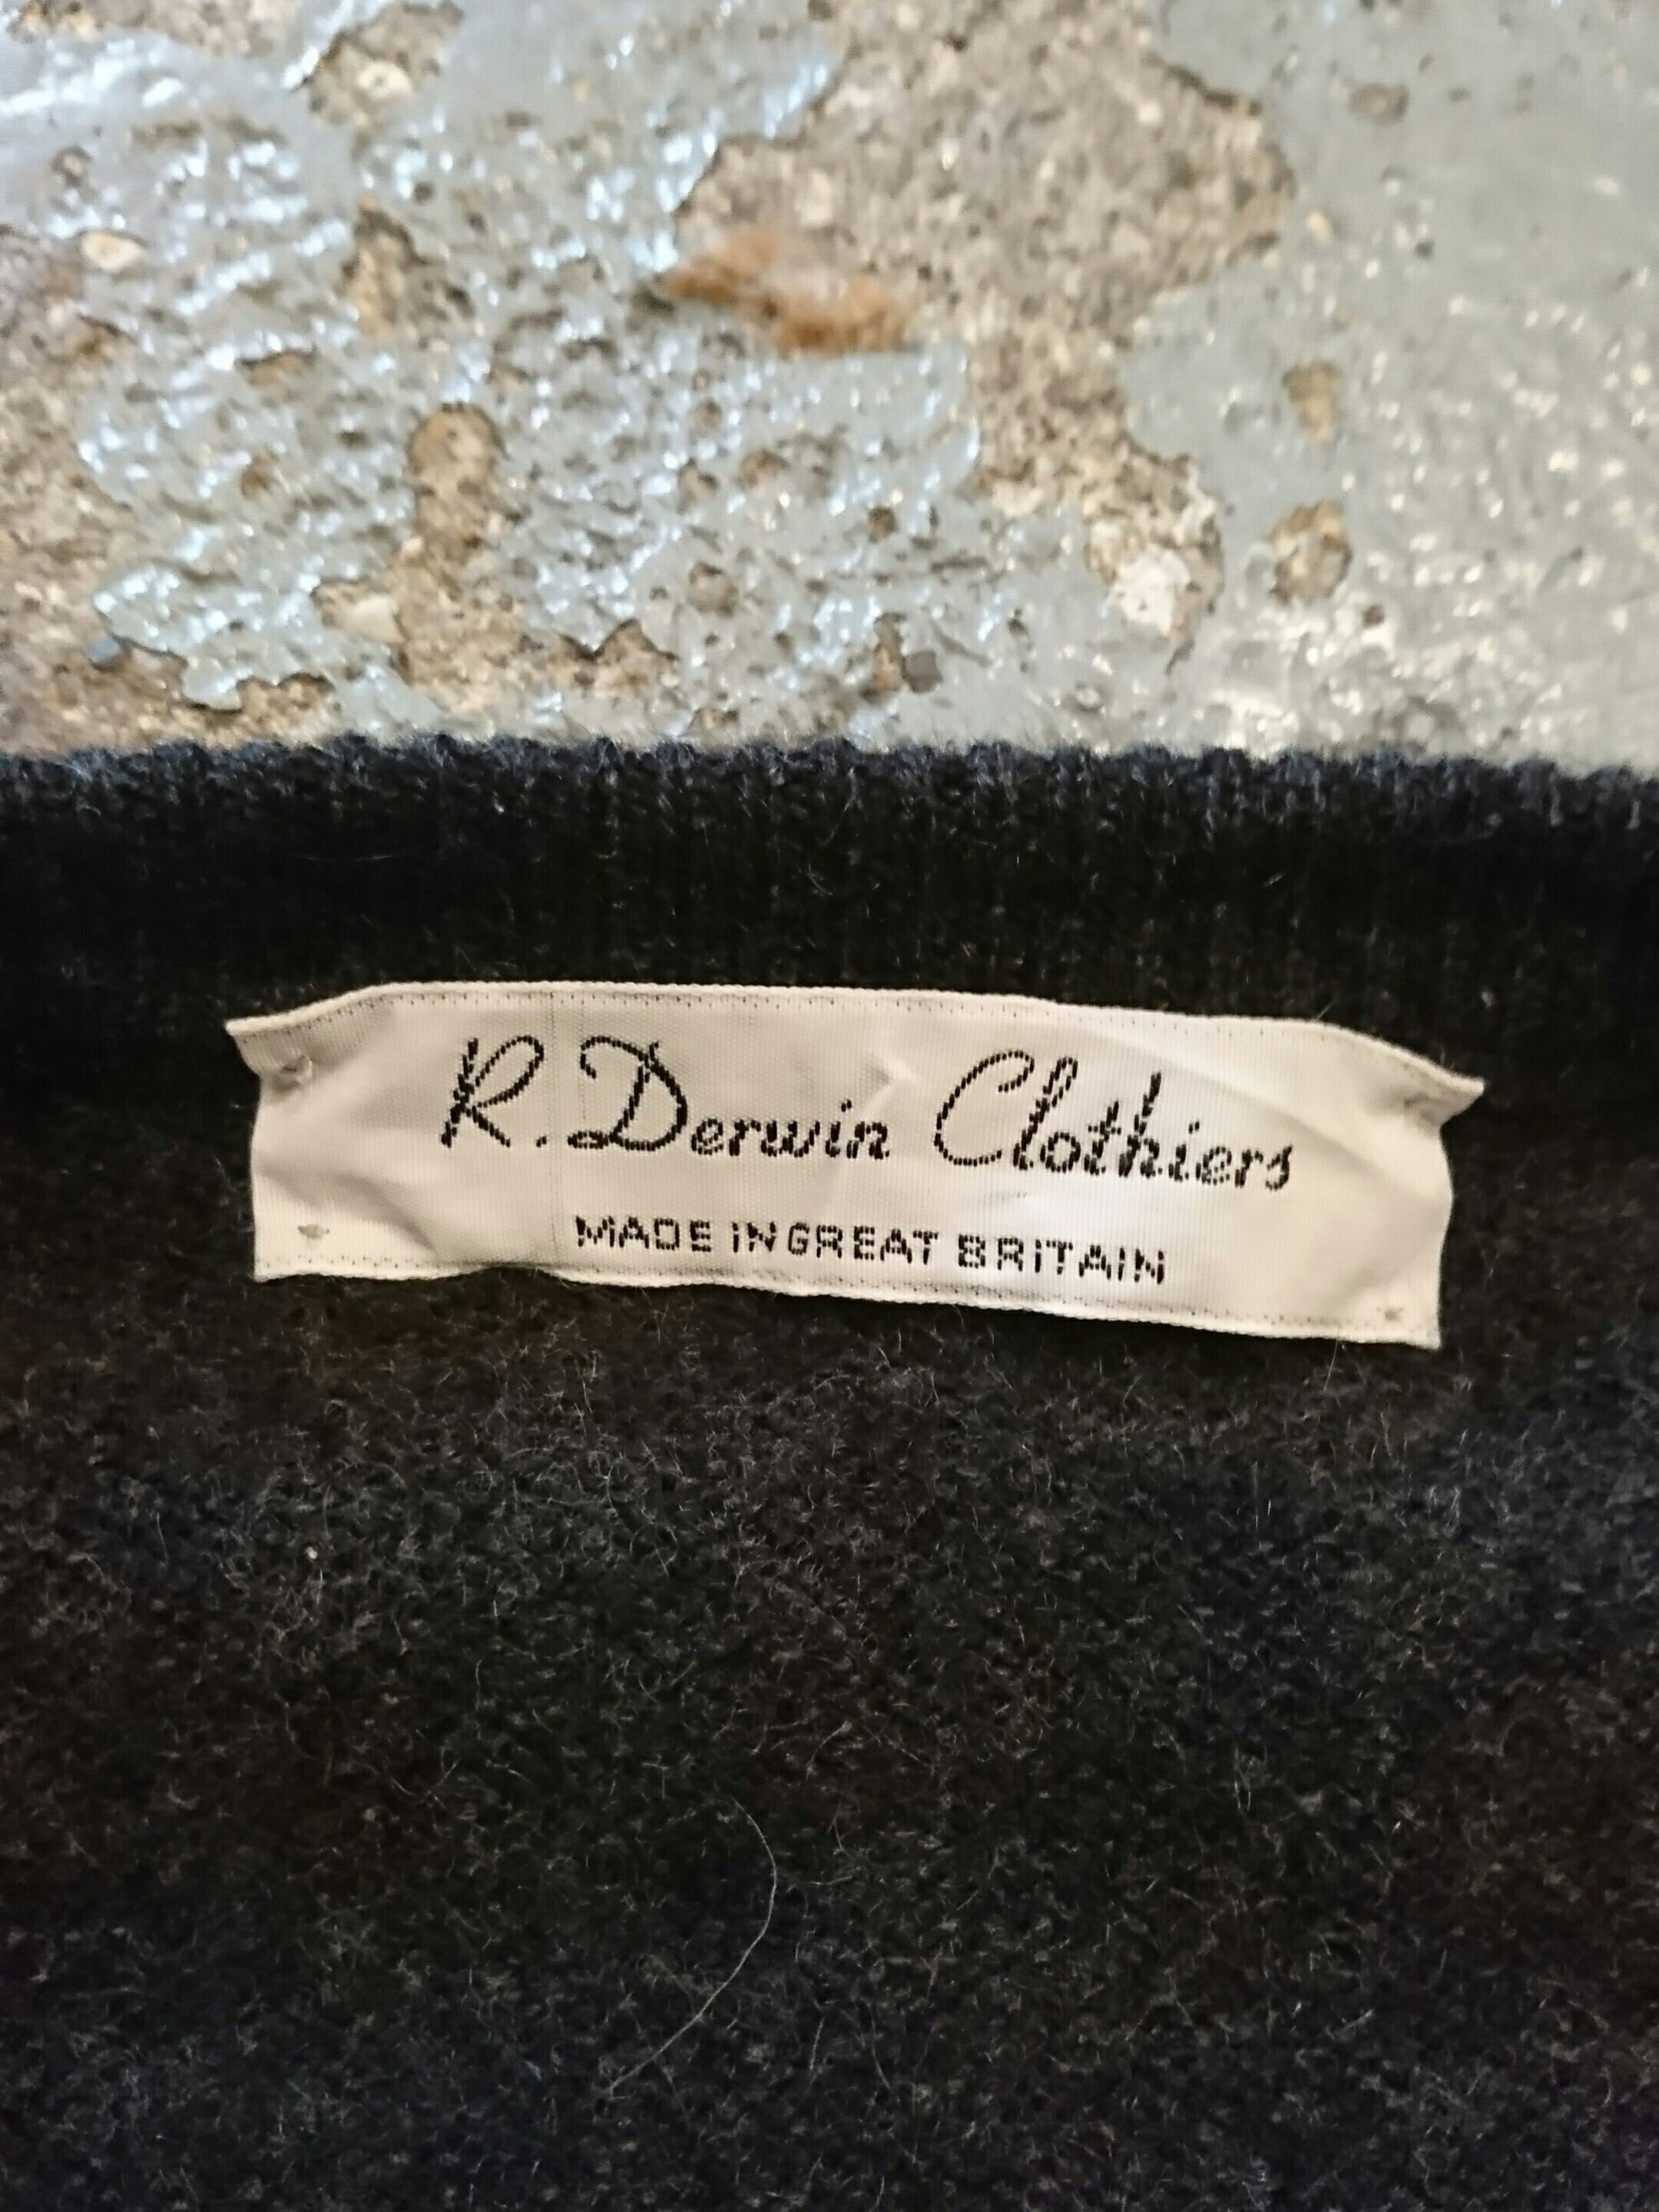 R. Derwin Clothiers
MADE IN GREAT BRITAIN